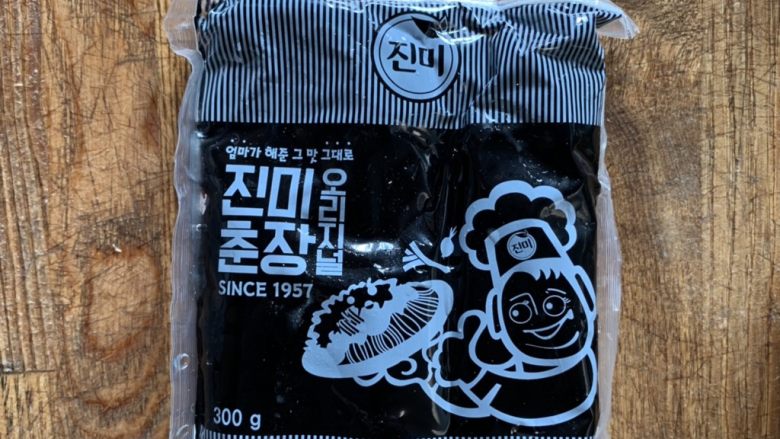 진미
엄마가 해준 그 맛 그대로
진미
춘장
오리지널
SINCE 1957
진미
300 g